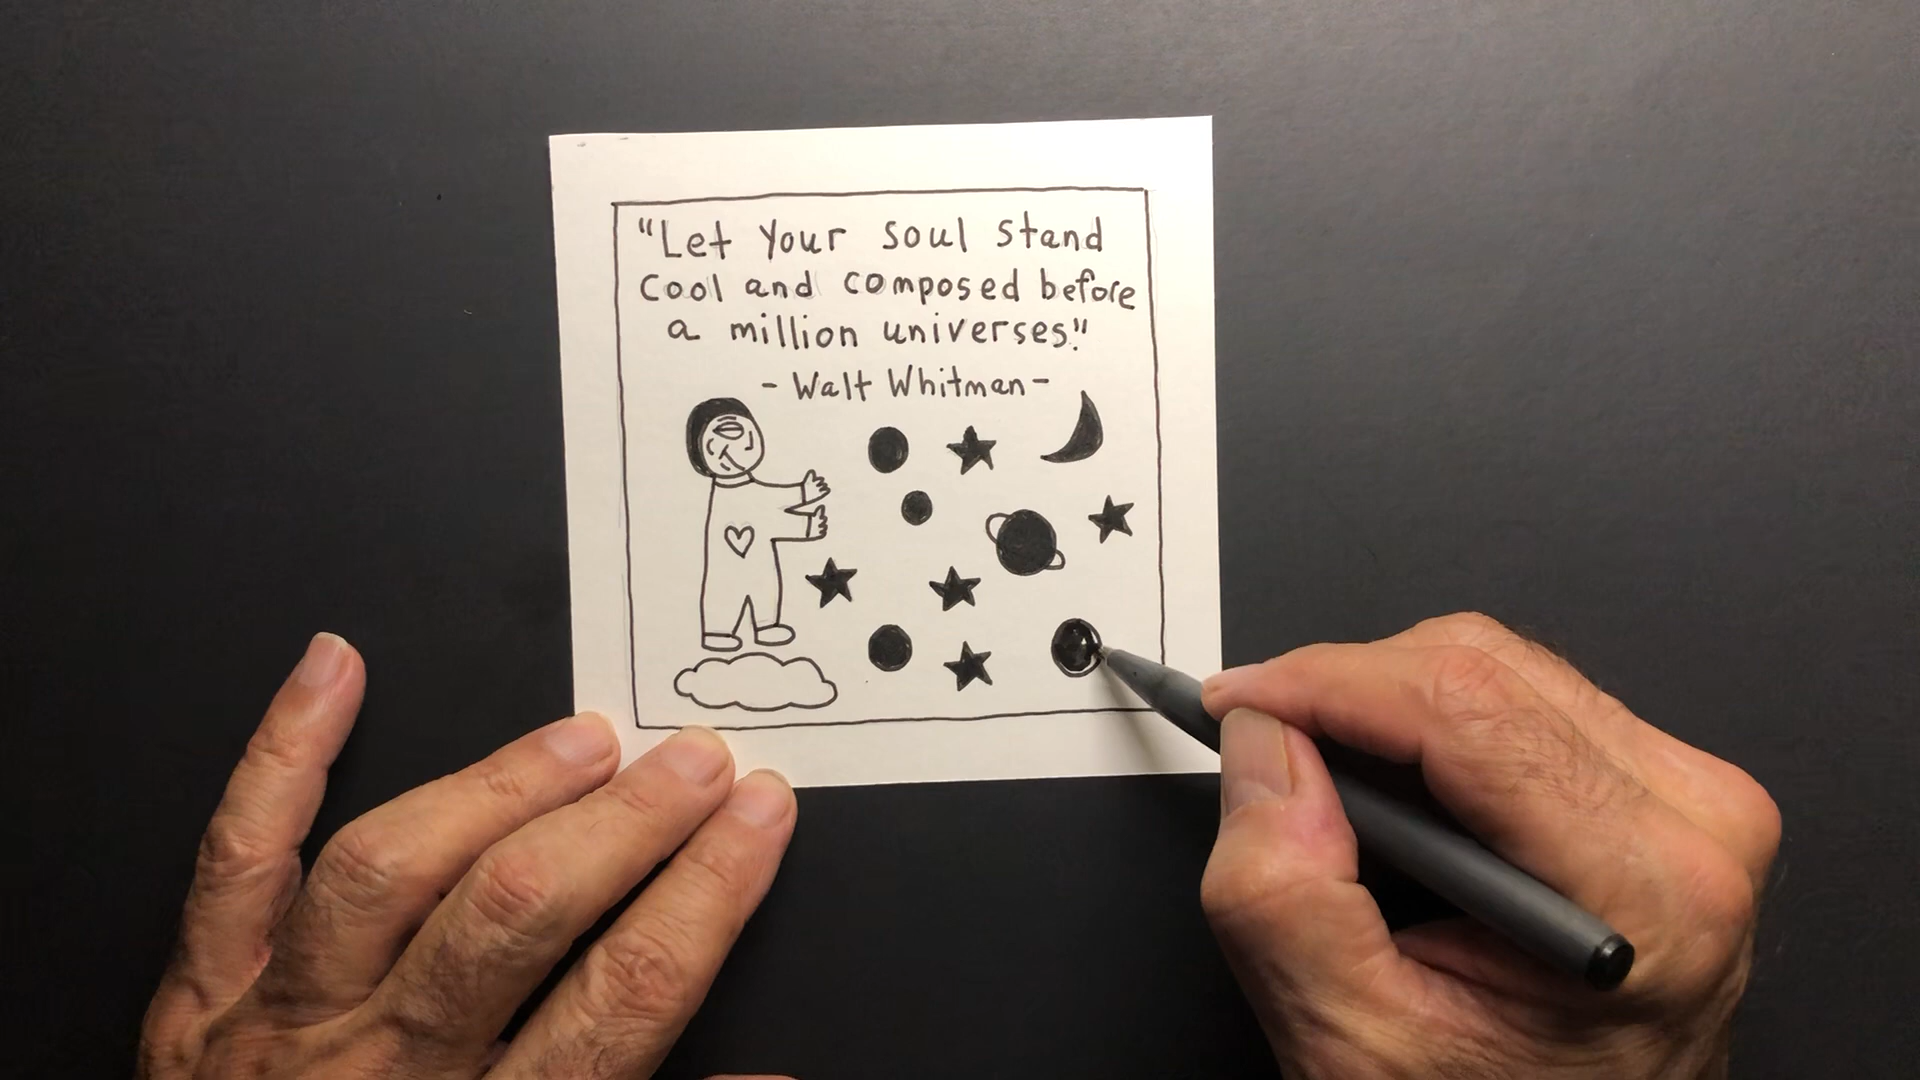 "Let Your Soul Stand
Cool and composed before
a million universes."
- Walt Whitman -